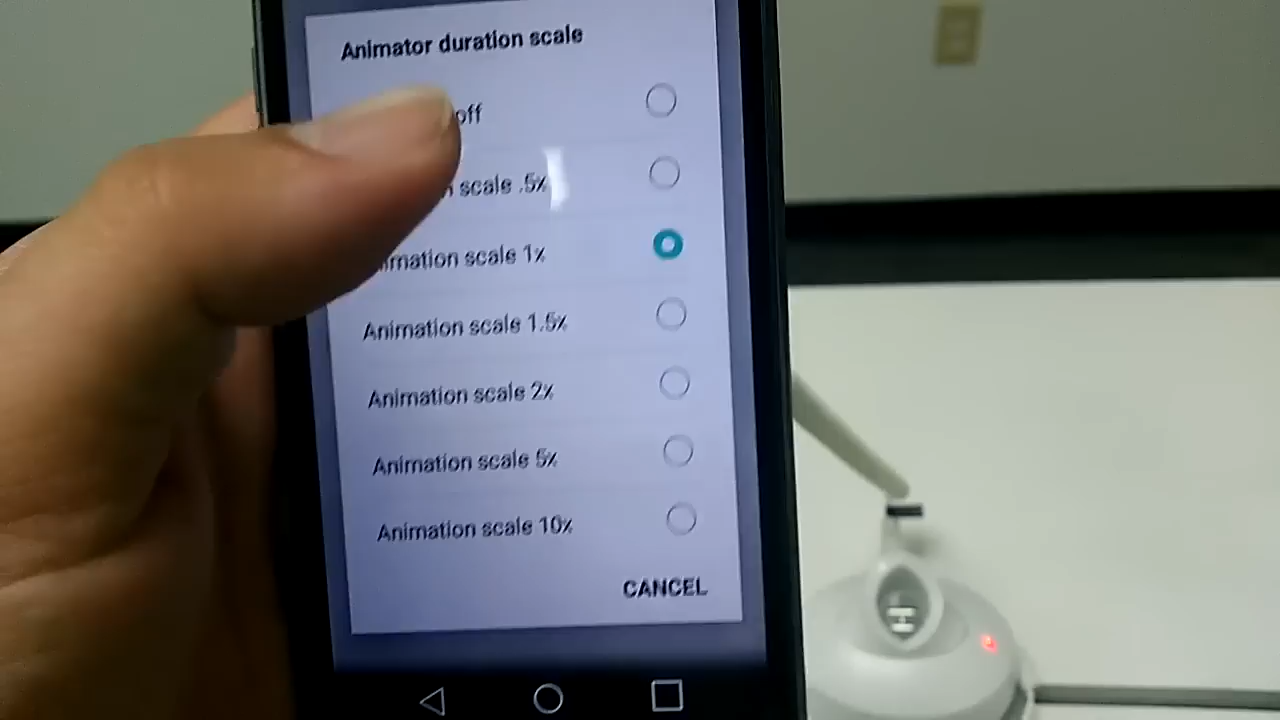 Animator duration scale
off
scale .5x
mation scale 1x
Animation scale 1.5x
Animation scale 2x
Animation scale 5x
Animation scale 10x
CANCEL